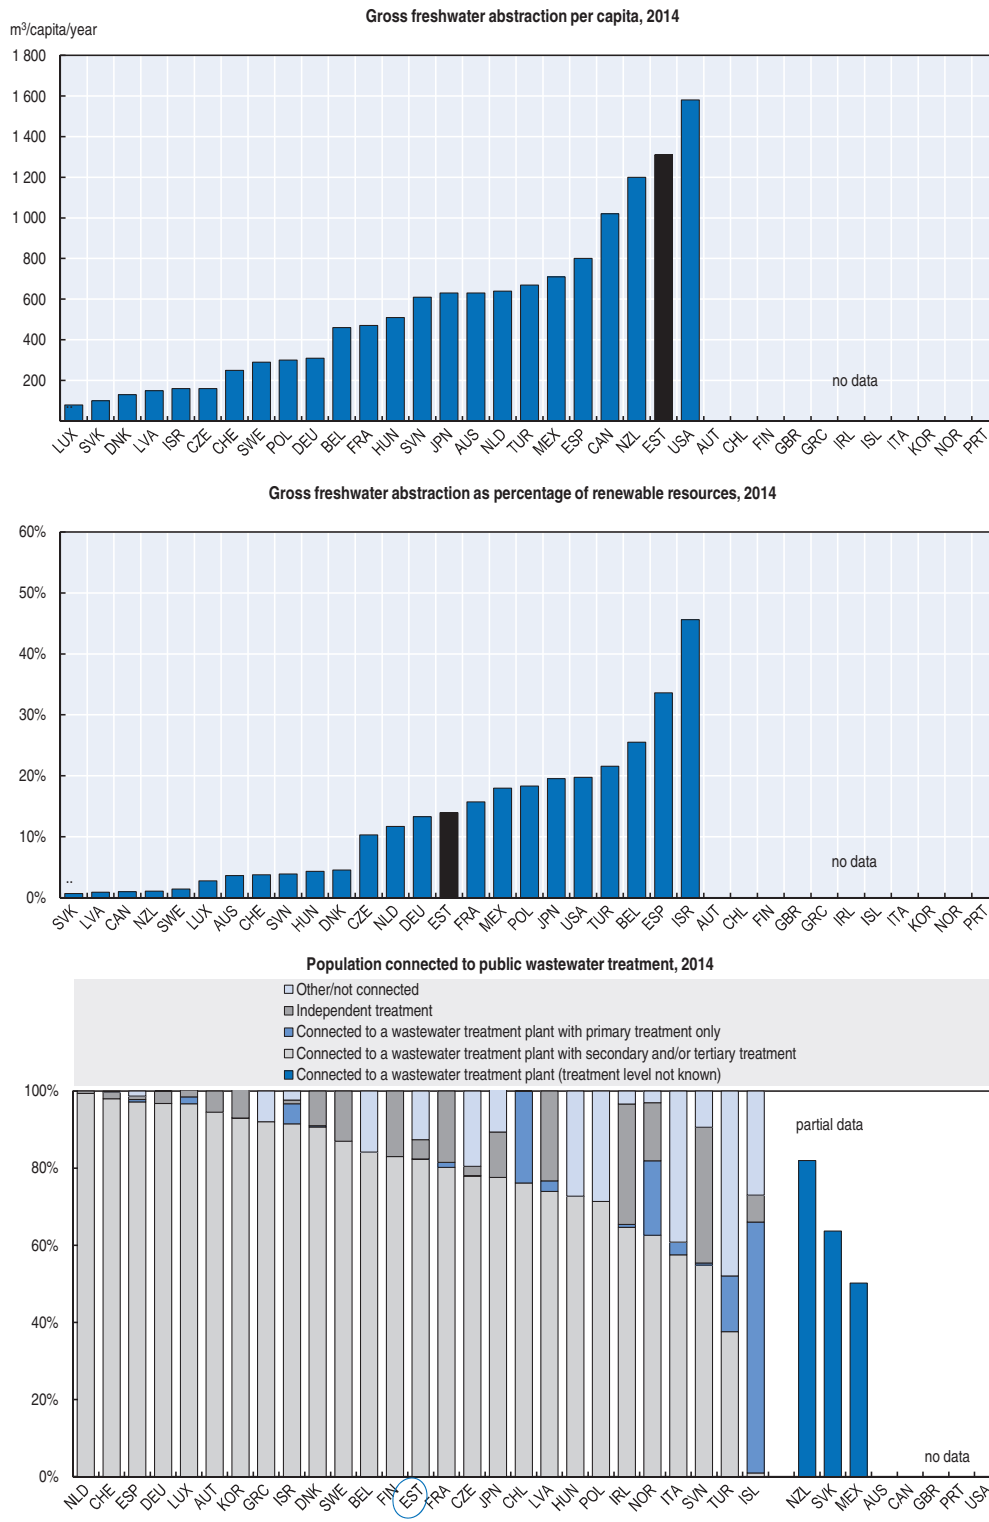 Gross freshwater abstraction per capita, 2014
m³/capita/year
1 800
1 600
1 400
1 200
1 000
800
600
400
200
no data
LUX SVK DNK LVA ISR CZE CHE SWE POL DEU BEL FRA HUN SVN JPN AUS NLD TUR MEX ESP CAN NZL EST USA AUT CHL FIN GBR GRC IRL ISL ITA KOR NOR PRT
Gross freshwater abstraction as percentage of renewable resources, 2014
60%
50%
40%
30%
20%
10%
no data
..
0%
SVK LVA CAN NZL SWE LUX AUS CHE SVN HUN DNK CZE NLD DEU EST FRA MEX POL JPN USA TUR BEL ESP ISR AUT CHL FIN GBR GRC IRL ISL ITA KOR NOR PRT
Population connected to public wastewater treatment, 2014
Other/not connected
Independent treatment
Connected to a wastewater treatment plant with primary treatment only
Connected to a wastewater treatment plant with secondary and/or tertiary treatment
Connected to a wastewater treatment plant (treatment level not known)
100%
partial data
80%
60%
40%
20%
no data
0%
NLD CHE ESP DEU LUX AUT KOR GRC ISR DNK SWE BEL FIN EST FRA CZE JPN CHL LVA HUN POL IRL NOR ITA SVN TUR ISL NZL SVK MEX AUS CAN GBR PRT USA